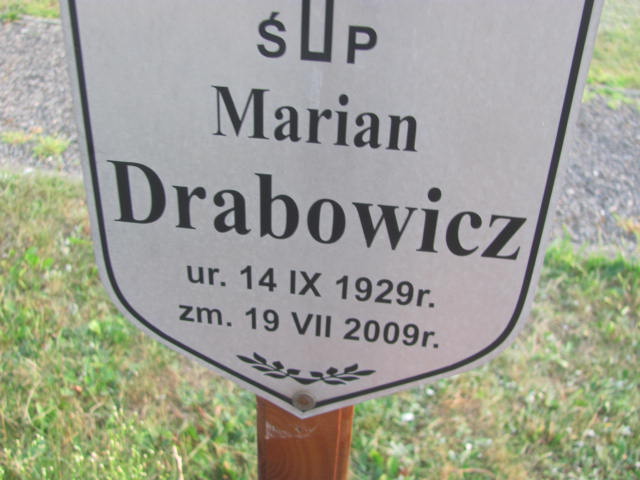 Ś P
Marian
Drabowicz
ur. 14 IX 1929r.
zm. 19 VII 2009r.